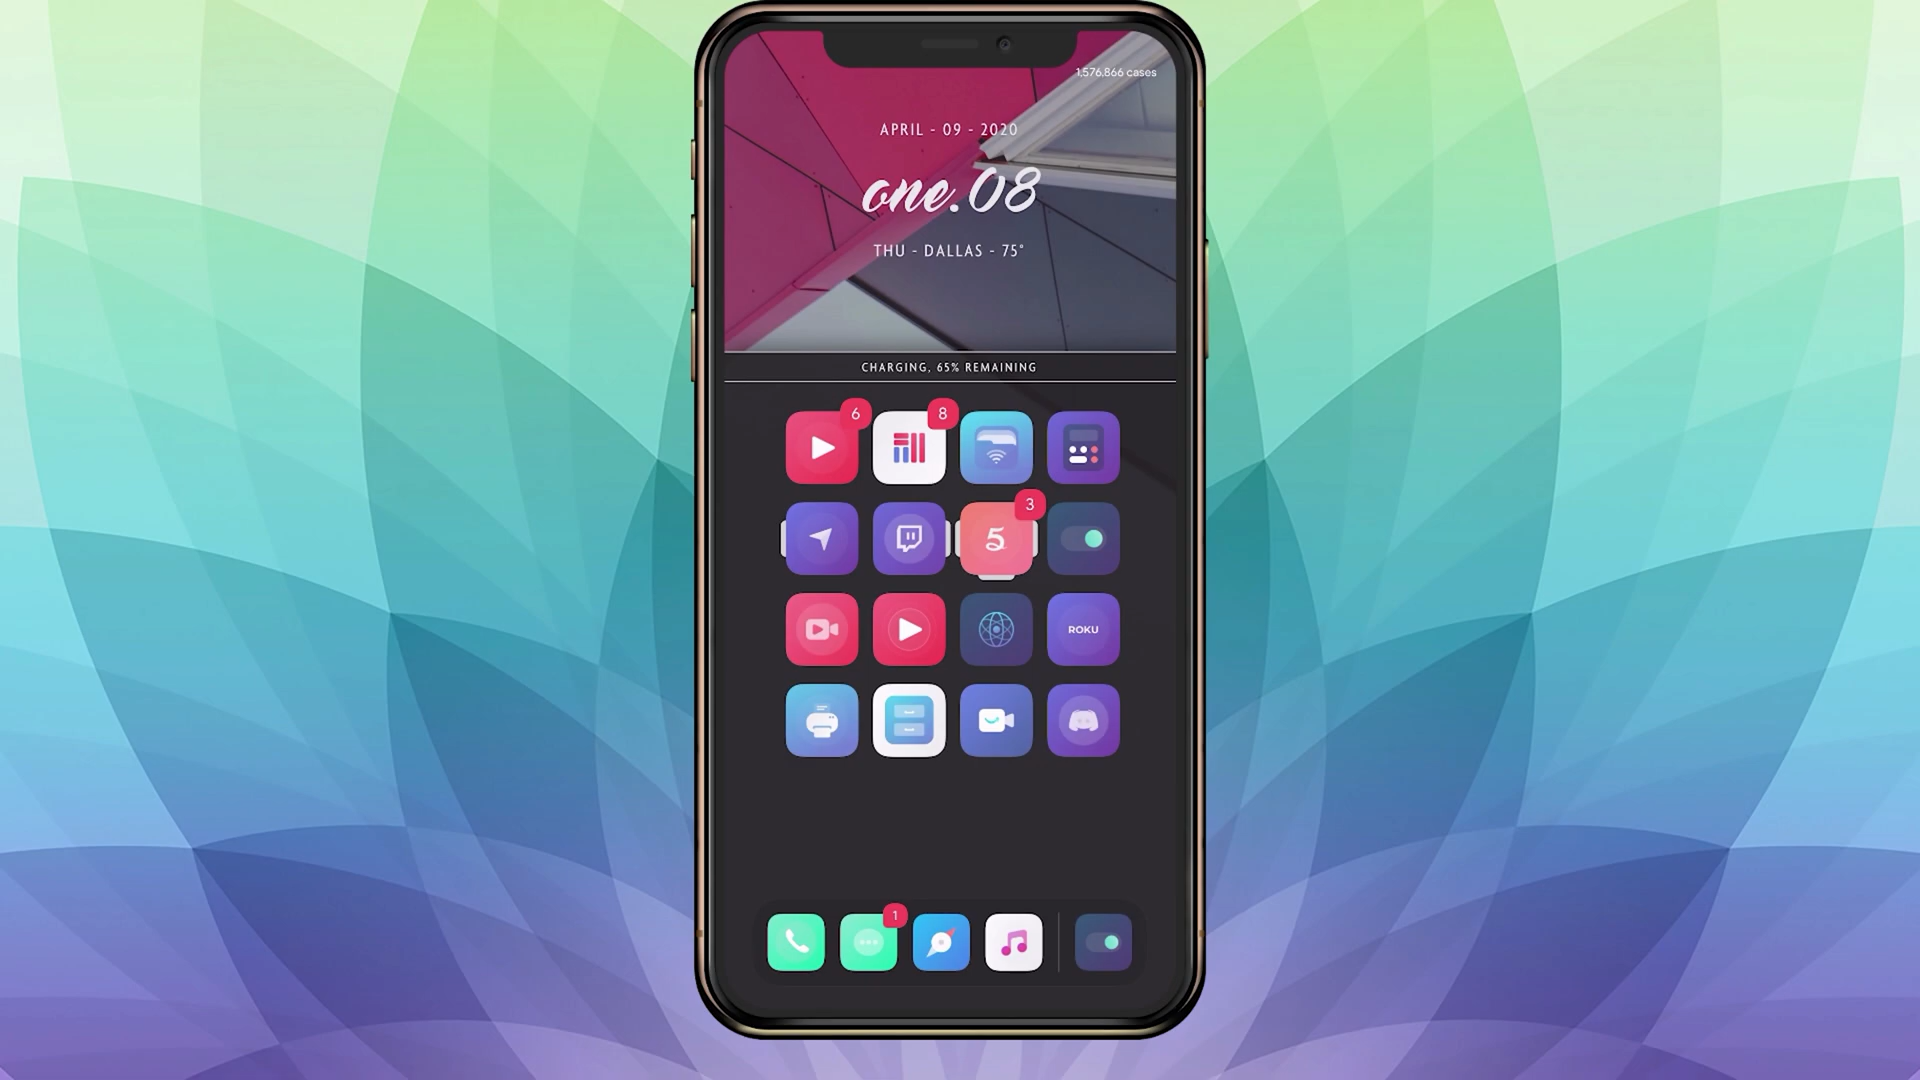 1,576,866 cases
APRIL - 09 - 2020
one.08
THU - DALLAS - 75°
CHARGING, 65% REMAINING
6
8
3
5
ROKU
1